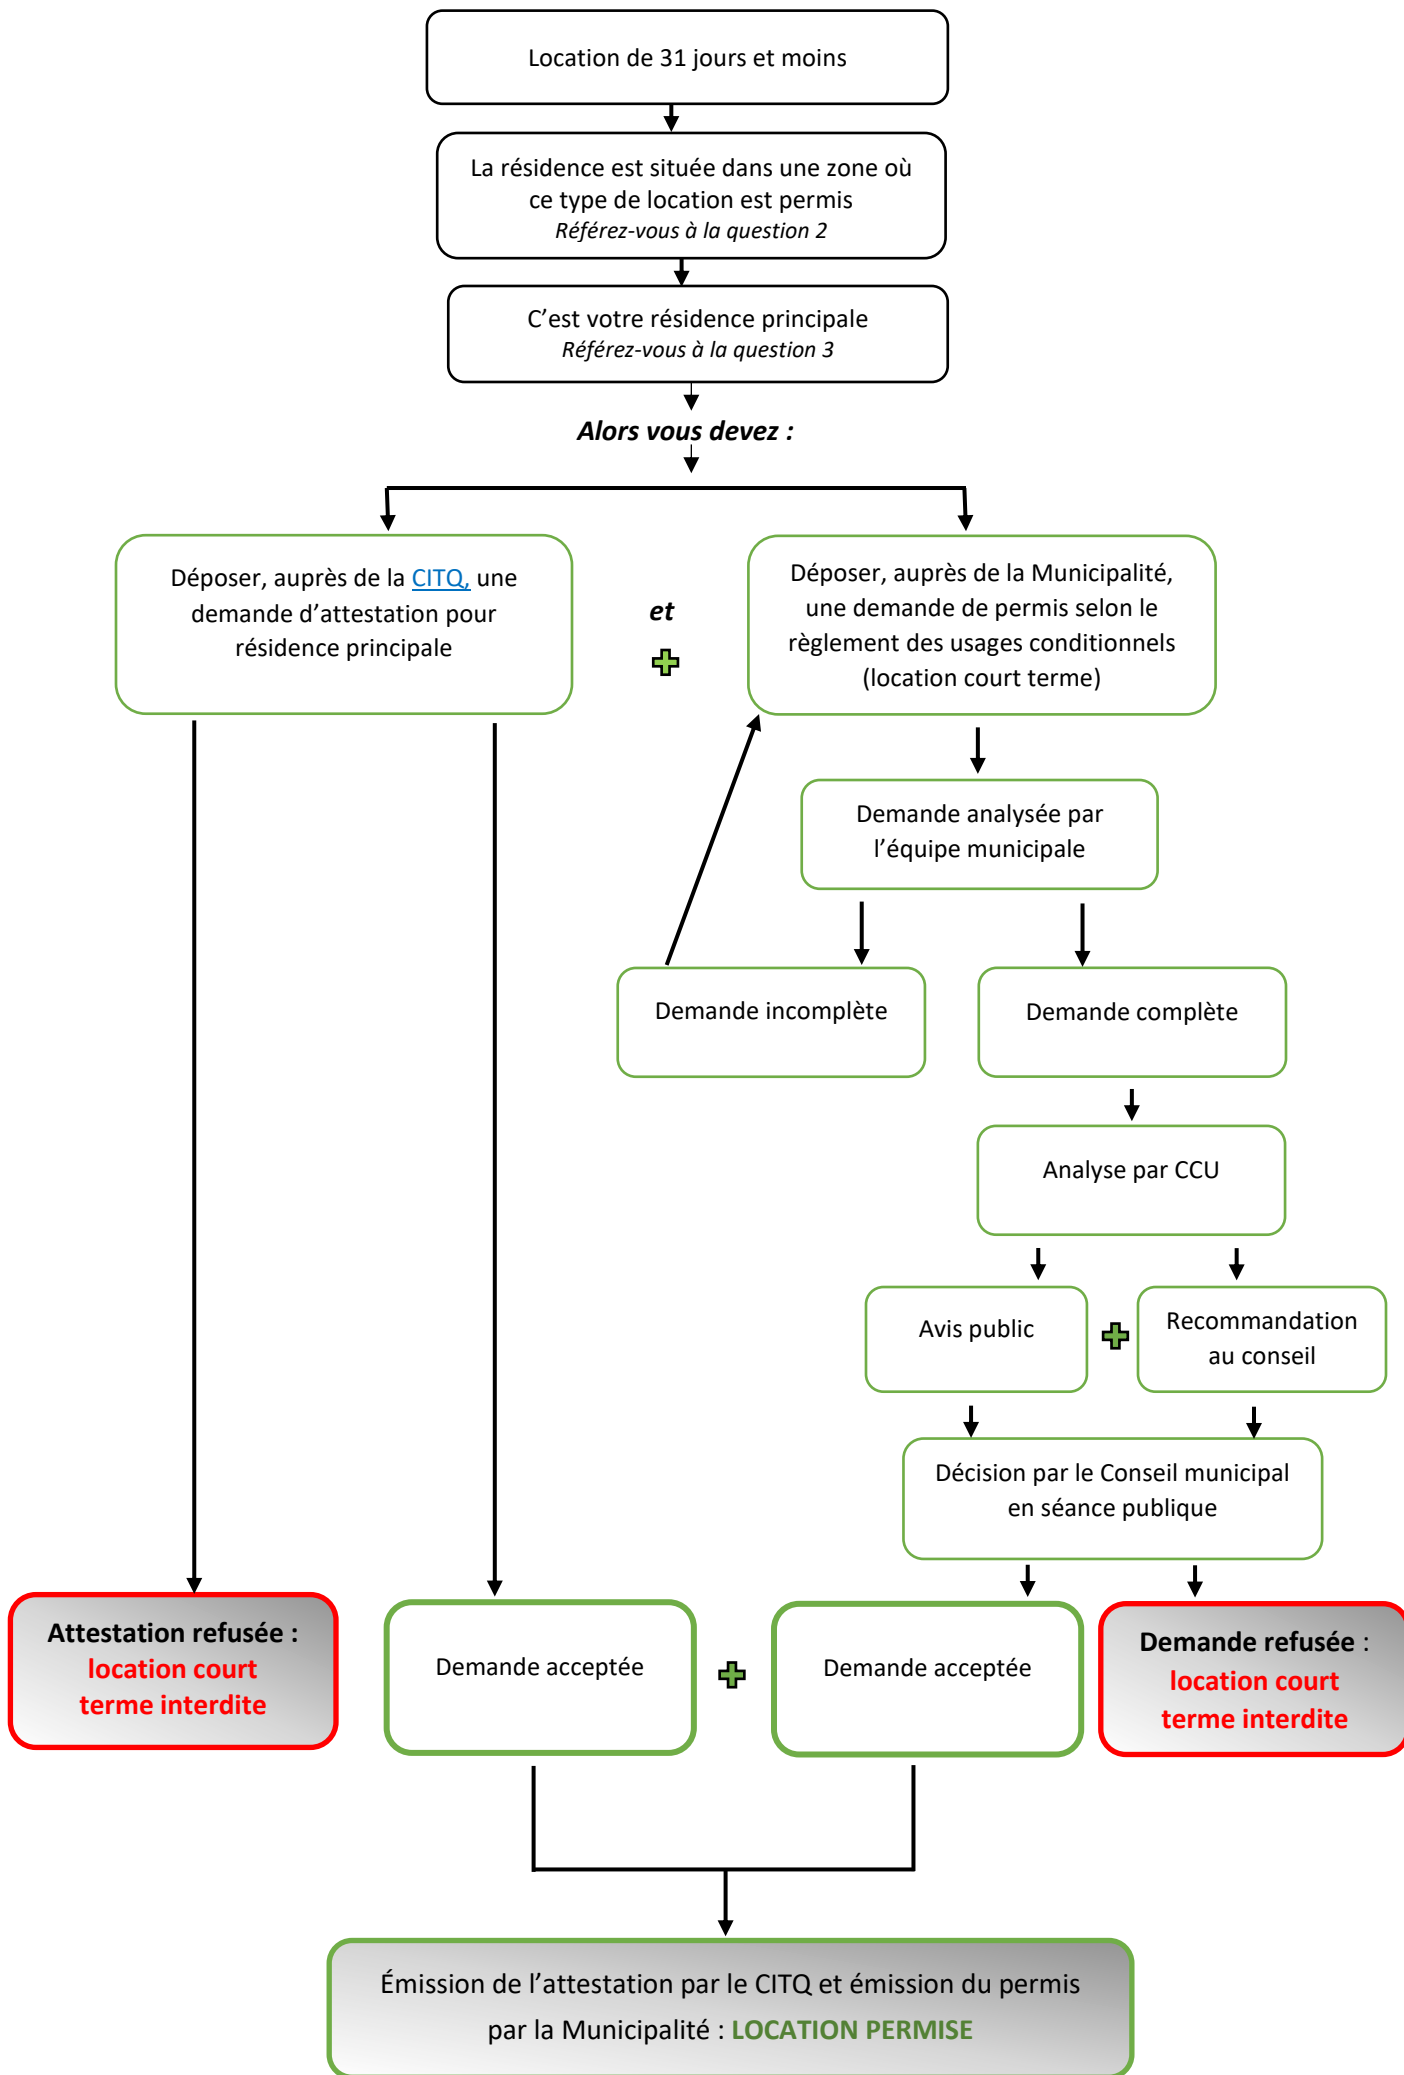 Location de 31 jours et moins
La résidence est située dans une zone où
ce type de location est permis
Référez-vous à la question 2
C’est votre résidence principale
Référez-vous à la question 3
Alors vous devez :
Déposer, auprès de la CITQ, une
demande d’attestation pour
résidence principale
et
Déposer, auprès de la Municipalité,
une demande de permis selon le
règlement des usages conditionnels
(location court terme)
Demande analysée par
l’équipe municipale
Demande incomplète
Demande complète
Analyse par CCU
Avis public
Recommandation
au conseil
Décision par le Conseil municipal
en séance publique
Attestation refusée :
location court
terme interdite
Demande acceptée
Demande acceptée
Demande refusée :
location court
terme interdite
Émission de l’attestation par le CITQ et émission du permis
par la Municipalité : LOCATION PERMISE